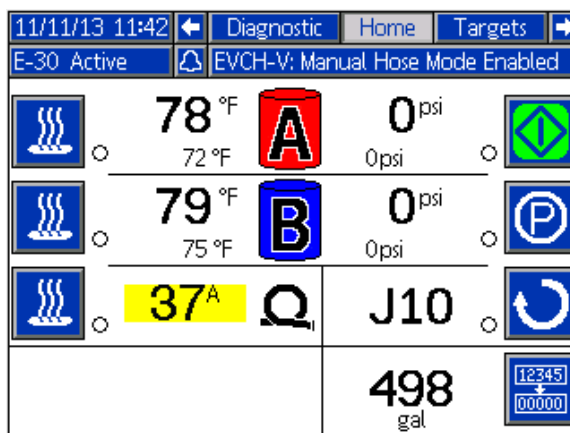 11/11/13 11:42 Diagnostic Home Targets
E-30 Active EVCH-V: Manual Hose Mode Enabled
78 °F A 0 psi
72 °F 0psi
79 °F B 0 psi
75 °F 0psi
P
37 A J10
498
gal
12345
00000